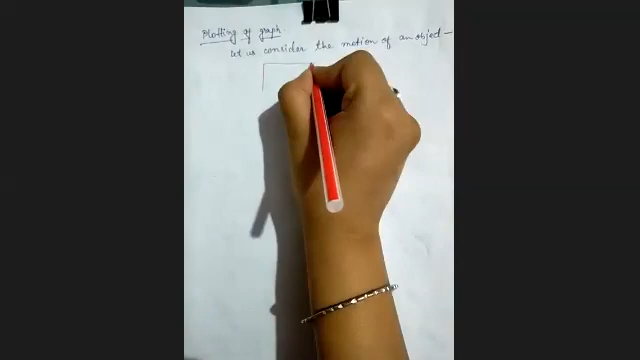 Plotting of graph.
let us consider the motion of an object —